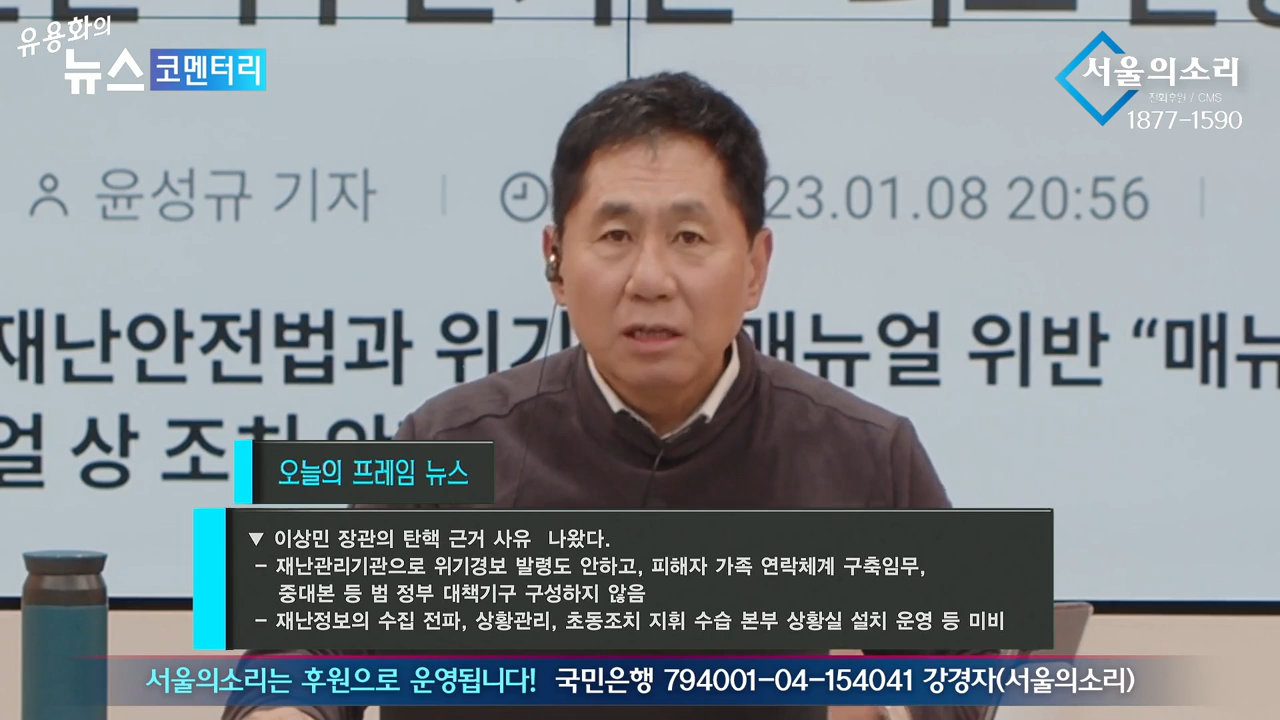 유용화의
뉴스 코멘터리
서울의소리
전화후원 / CMS
1877-1590
윤성규 기자
23.01.08 20:56
재난안전법과 위기
매뉴얼 위반 “매뉴
얼 상 조치
오늘의 프레임 뉴스
▼ 이상민 장관의 탄핵 근거 사유 나왔다.
- 재난관리기관으로 위기경보 발령도 안하고, 피해자 가족 연락체계 구축임무,
중대본 등 범 정부 대책기구 구성하지 않음
- 재난정보의 수집 전파, 상황관리, 초동조치 지휘 수습 본부 상황실 설치 운영 등 미비
서울의소리는 후원으로 운영됩니다! 국민은행 794001-04-154041 강경자(서울의소리)